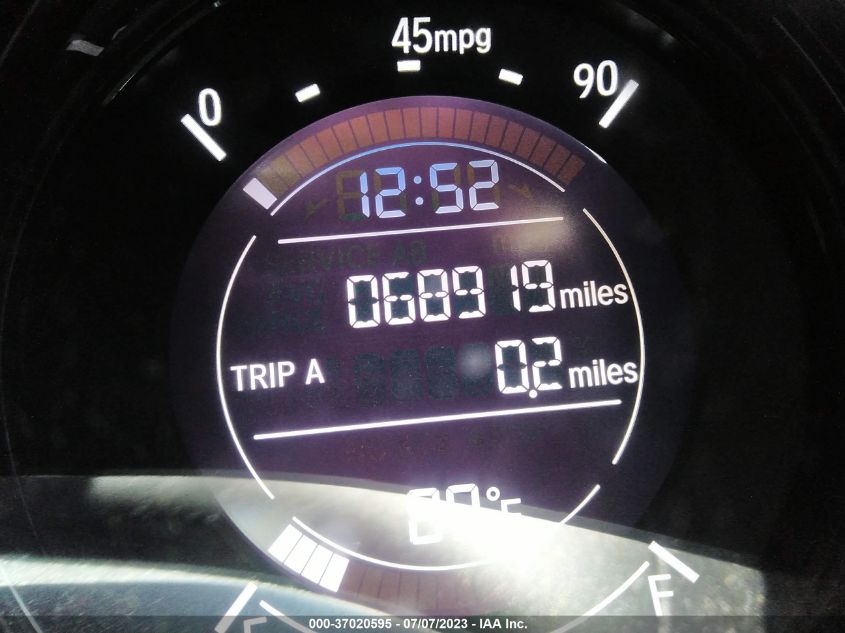 45mpg
0
90
12:52
068919 miles
TRIP A 0.2 miles
°F
F
000-37020595 - 07/07/2023 - IAA Inc.